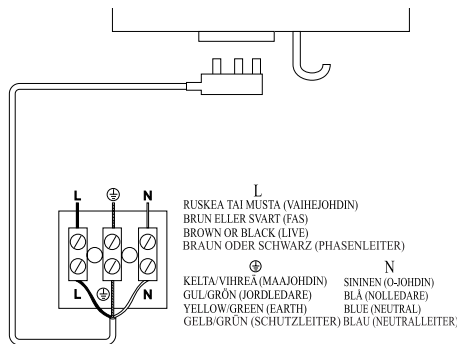 L ⏚ N
L ⏚ N
L
RUSKEA TAI MUSTA (VAIHEJOHDIN)
BRUN ELLER SVART (FAS)
BROWN OR BLACK (LIVE)
BRAUN ODER SCHWARZ (PHASENLEITER)
⏚
KELTA/VIHREÄ (MAAJOHDIN)
GUL/GRÖN (JORDLEDARE)
YELLOW/GREEN (EARTH)
GELB/GRÜN (SCHUTZLEITER)
N
SININEN (O-JOHDIN)
BLÅ (NOLLEDARE)
BLUE (NEUTRAL)
BLAU (NEUTRALLEITER)